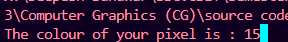 3\Computer Graphics (CG)\source code
The colour of your pixel is : 15